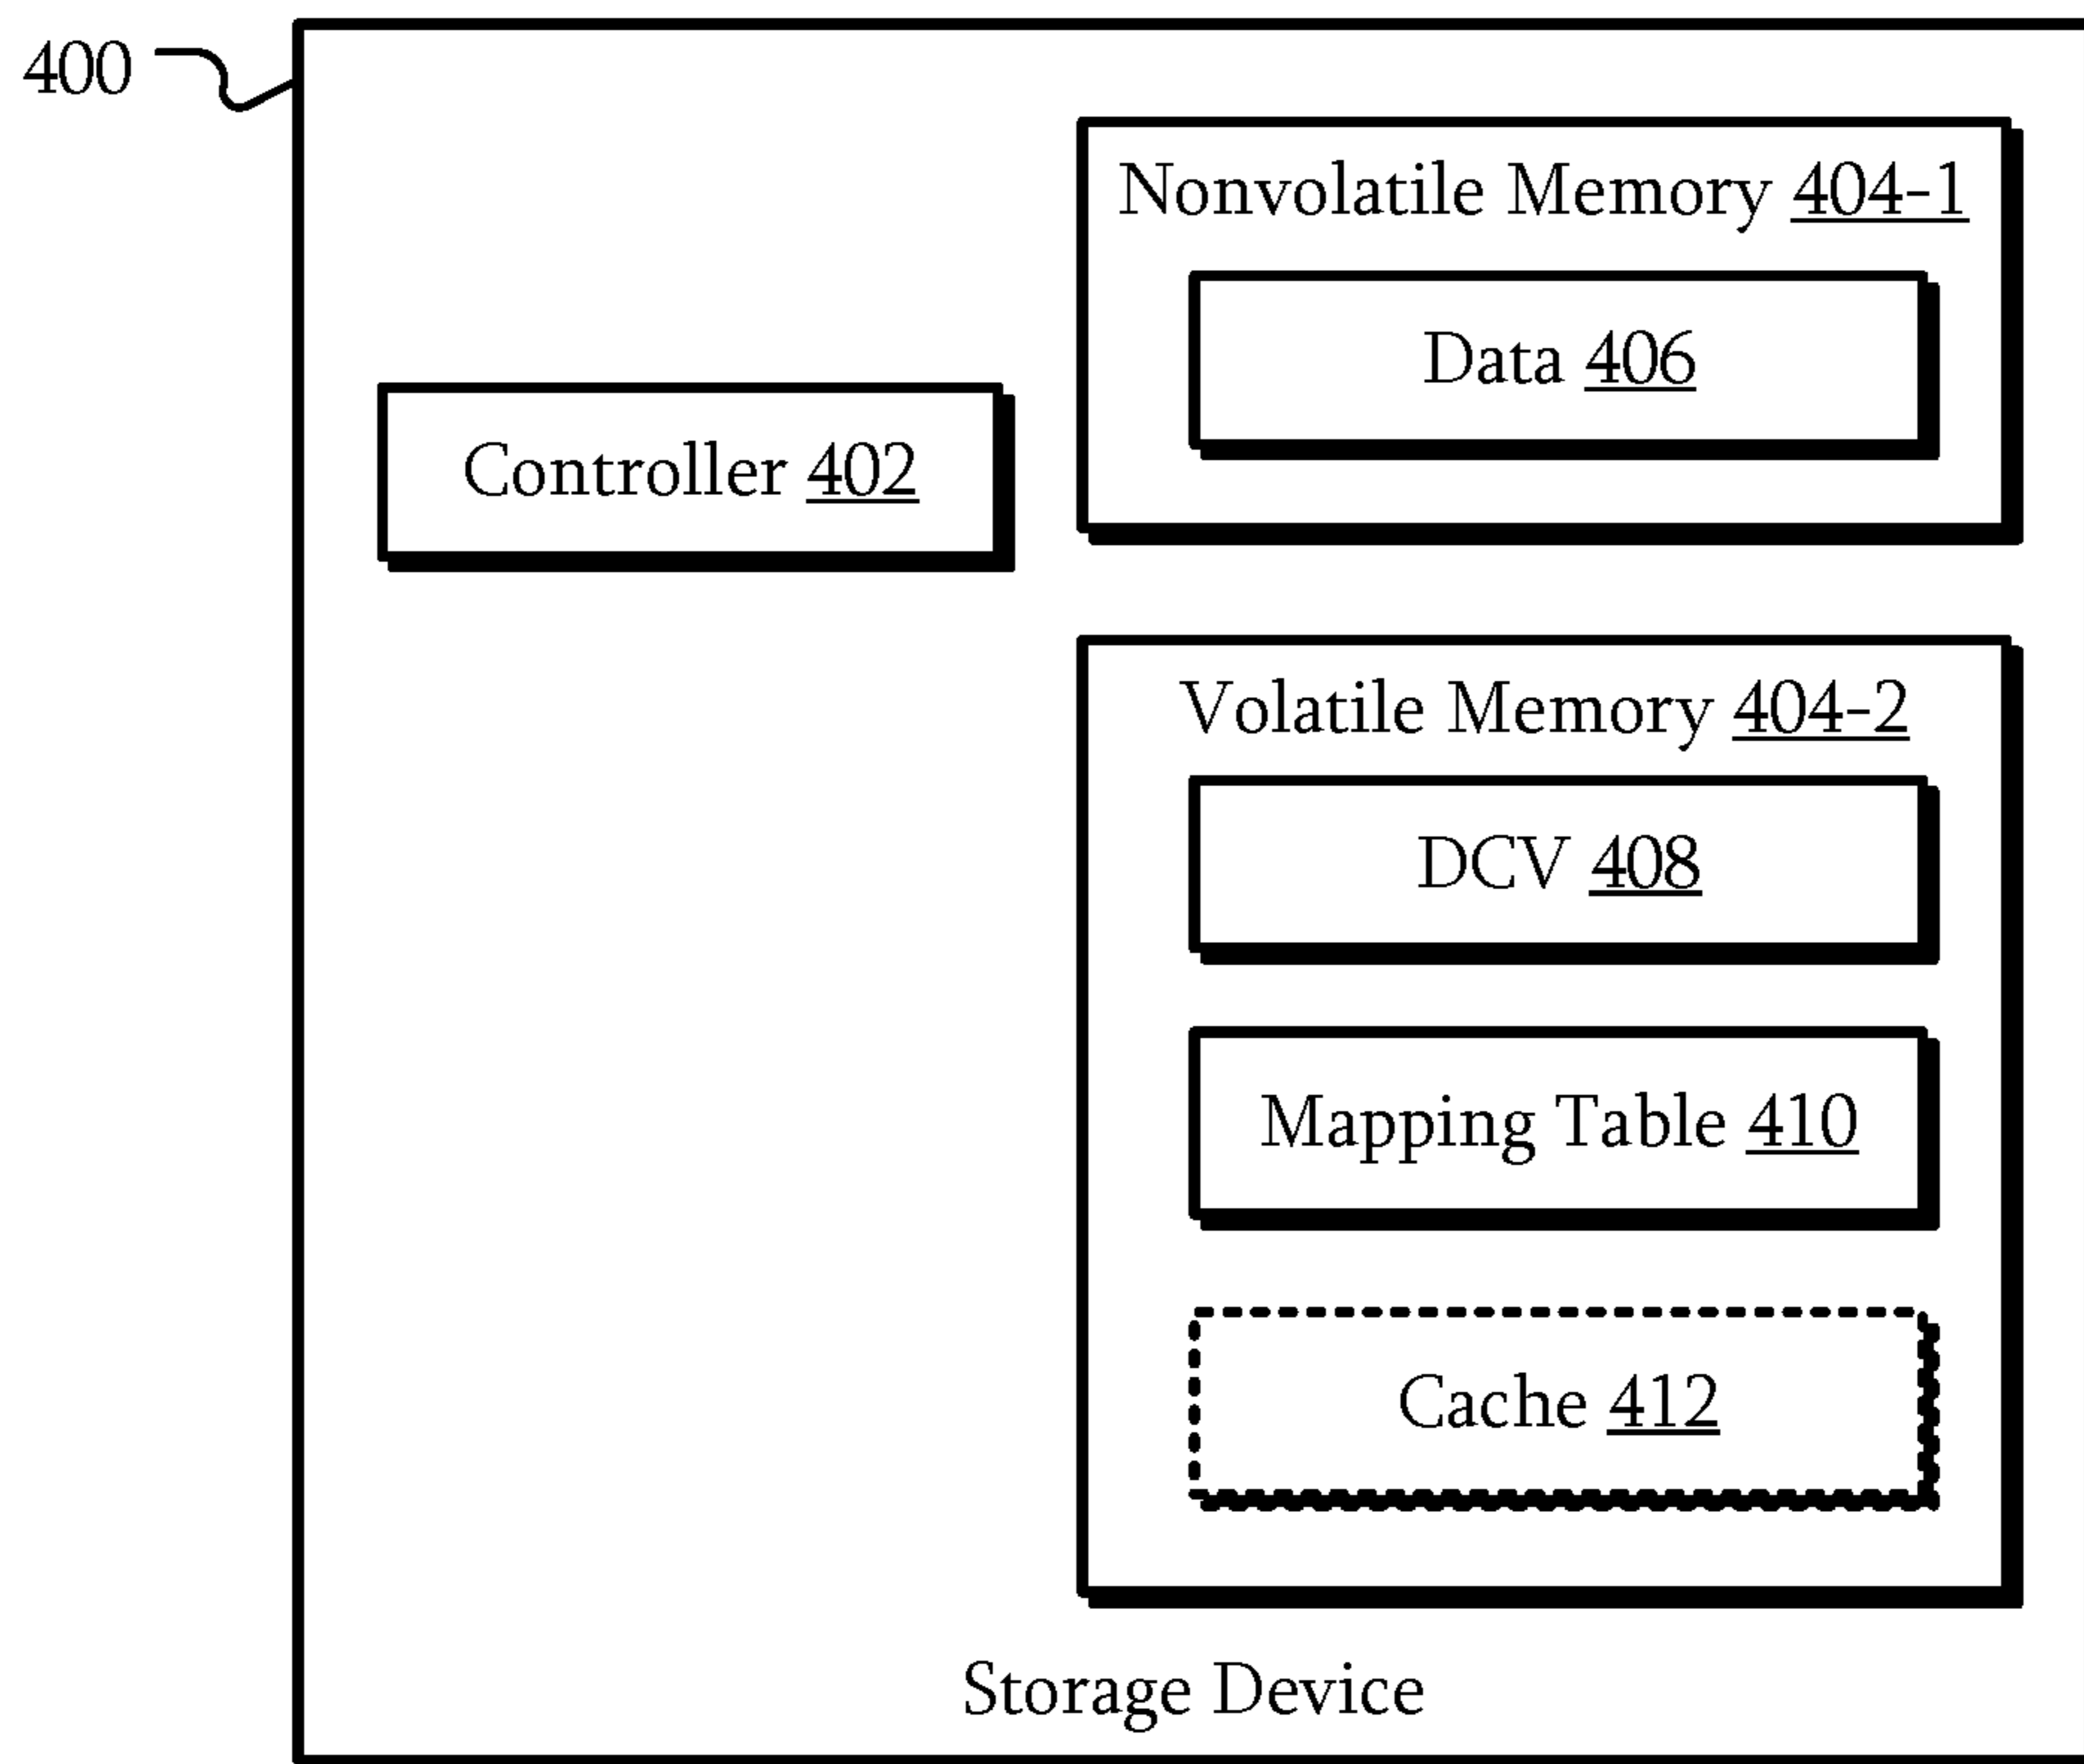 400
Nonvolatile Memory 404-1
Data 406
Controller 402
Volatile Memory 404-2
DCV 408
Mapping Table 410
Cache 412
Storage Device